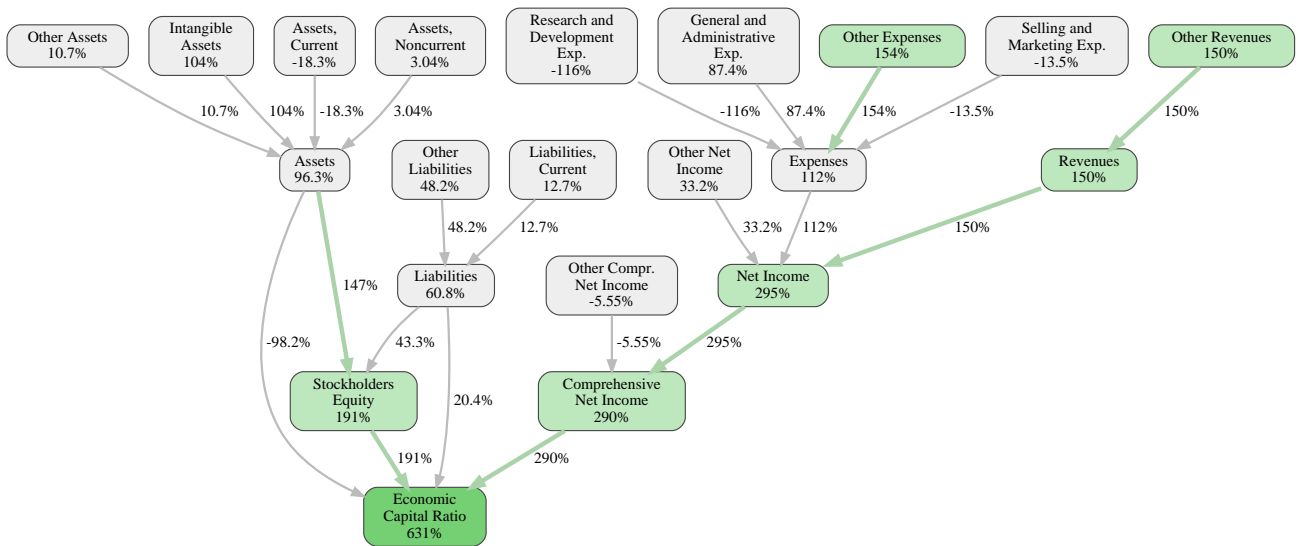 Other Assets
10.7%
Intangible
Assets
104%
Assets,
Current
-18.3%
Assets,
Noncurrent
3.04%
Research and
Development
Exp.
-116%
General and
Administrative
Exp.
87.4%
Other Expenses
154%
Selling and
Marketing Exp.
-13.5%
Other Revenues
150%
10.7%
104%
-18.3%
3.04%
-116%
87.4%
154%
-13.5%
150%
Assets
96.3%
Other
Liabilities
48.2%
Liabilities,
Current
12.7%
Other Net
Income
33.2%
Expenses
112%
Revenues
150%
48.2%
12.7%
33.2%
112%
150%
147%
Liabilities
60.8%
Other Compr.
Net Income
-5.55%
Net Income
295%
-98.2%
43.3%
-5.55%
295%
Stockholders
Equity
191%
20.4%
Comprehensive
Net Income
290%
191%
290%
Economic
Capital Ratio
631%